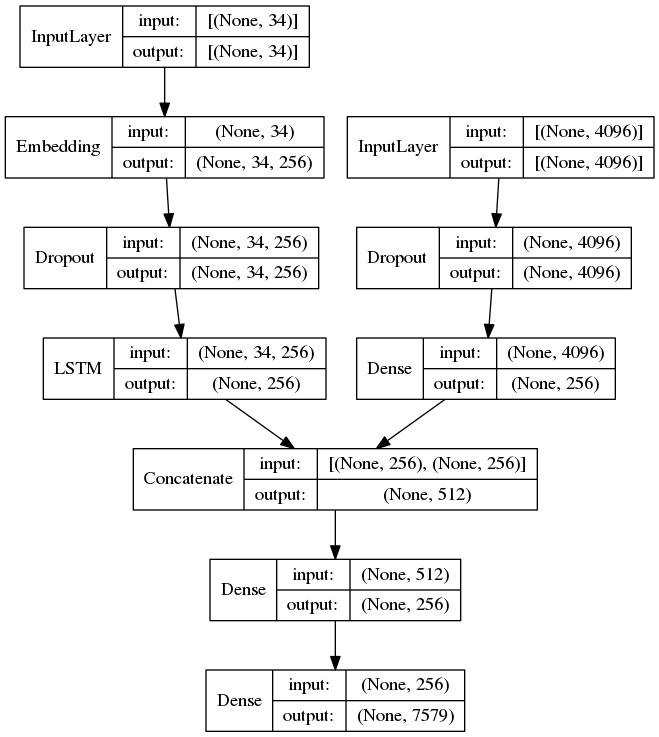 InputLayer input: [(None, 34)]
output: [(None, 34)]
Embedding input: (None, 34)
output: (None, 34, 256)
InputLayer input: [(None, 4096)]
output: [(None, 4096)]
Dropout input: (None, 34, 256)
output: (None, 34, 256)
Dropout input: (None, 4096)
output: (None, 4096)
LSTM input: (None, 34, 256)
output: (None, 256)
Dense input: (None, 4096)
output: (None, 256)
Concatenate input: [(None, 256), (None, 256)]
output: (None, 512)
Dense input: (None, 512)
output: (None, 256)
Dense input: (None, 256)
output: (None, 7579)